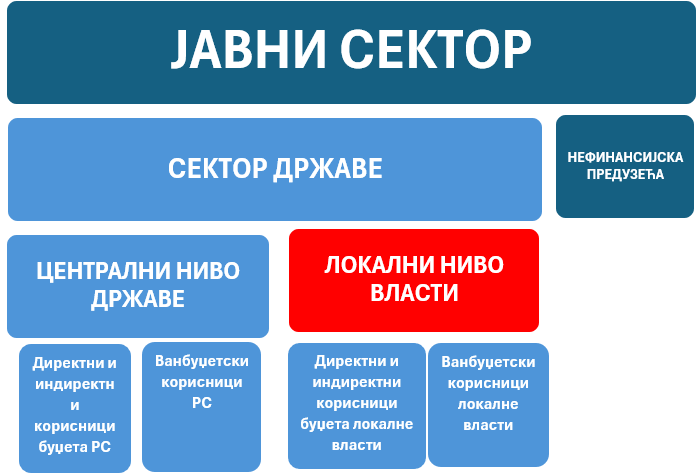 ЈАВНИ СЕКТОР
СЕКТОР ДРЖАВЕ
НЕФИНАНСИЈСКА
ПРЕДУЗЕЋА
ЦЕНТРАЛНИ НИВО
ДРЖАВЕ
ЛОКАЛНИ НИВО
ВЛАСТИ
Директни и
индиректн
и
корисници
буџета РС
Ванбуџетски
корисници
РС
Директни и
индиректни
корисници
буџета локалне
власти
Ванбуџетски
корисници
локалне
власти